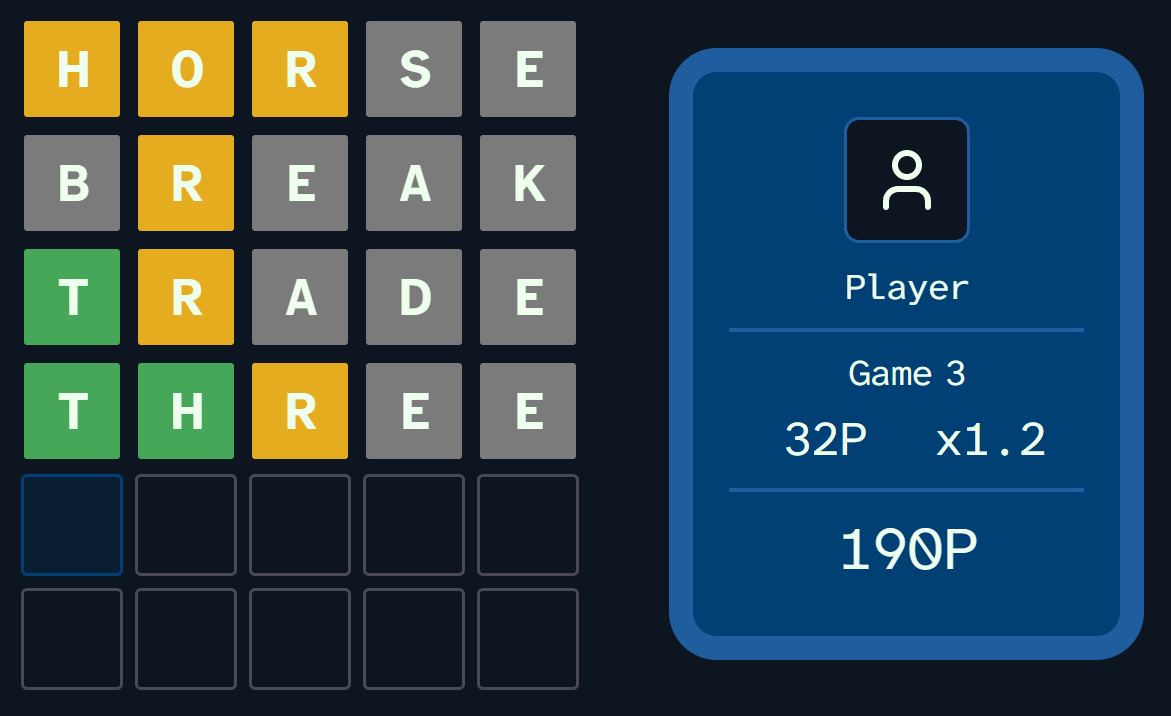 HORSE
BREAK
TRADE
THREE
Player
Game 3
32P x1.2
190P